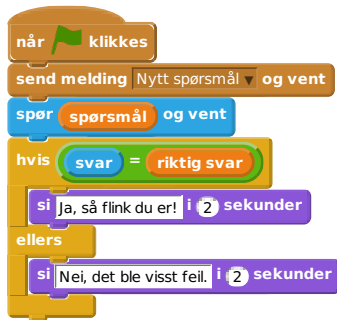 når klikkes
send melding Nytt spørsmål og vent
spør spørsmål og vent
hvis svar = riktig svar
si Ja, så flink du er! i 2 sekunder
ellers
si Nei, det ble visst feil. i 2 sekunder